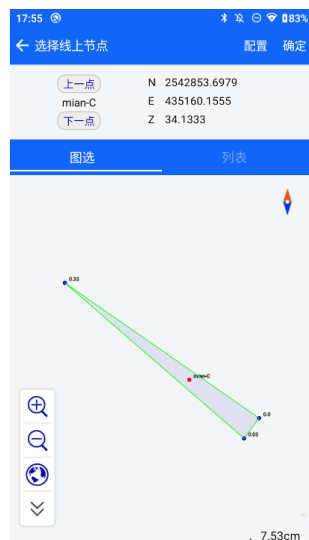 17:55 83%
选择线上节点 配置 确定
上一点 N 2542853.6979
mian-C E 435160.1555
下一点 Z 34.1333
图选 列表
0.33
mian-C
0.0
0.03
7.53cm